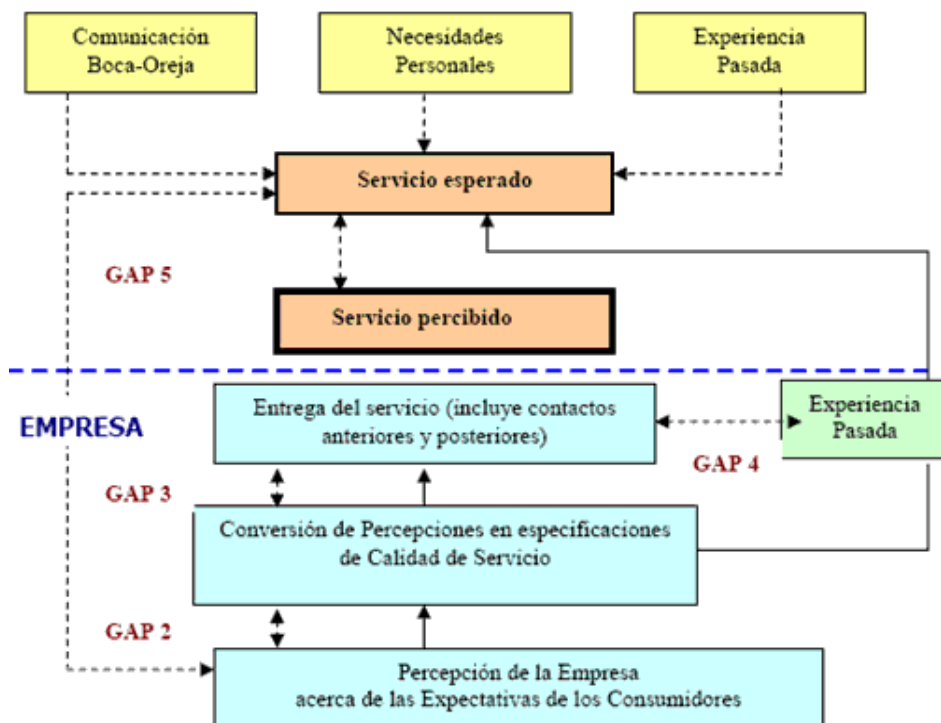 Comunicación
Boca-Oreja
Necesidades
Personales
Experiencia
Pasada
Servicio esperado
GAP 5
Servicio percibido
EMPRESA
Entrega del servicio (incluye contactos
anteriores y posteriores)
Experiencia
Pasada
GAP 4
GAP 3
Conversión de Percepciones en especificaciones
de Calidad de Servicio
GAP 2
Percepción de la Empresa
acerca de las Expectativas de los Consumidores